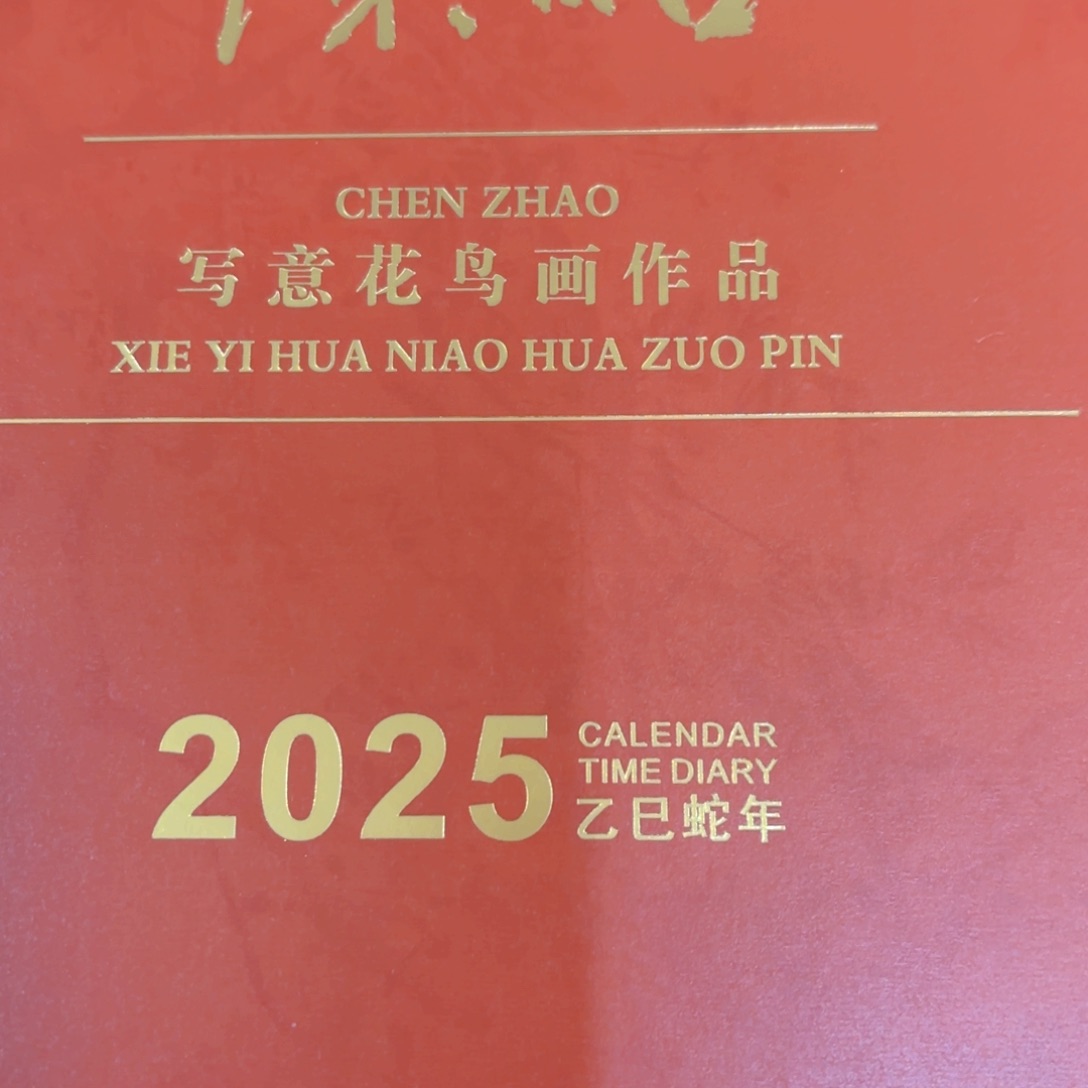 CHEN ZHAO
写意花鸟画作品
XIE YI HUA NIAO HUA ZUO PIN
2025
CALENDAR
TIME DIARY
乙巳蛇年